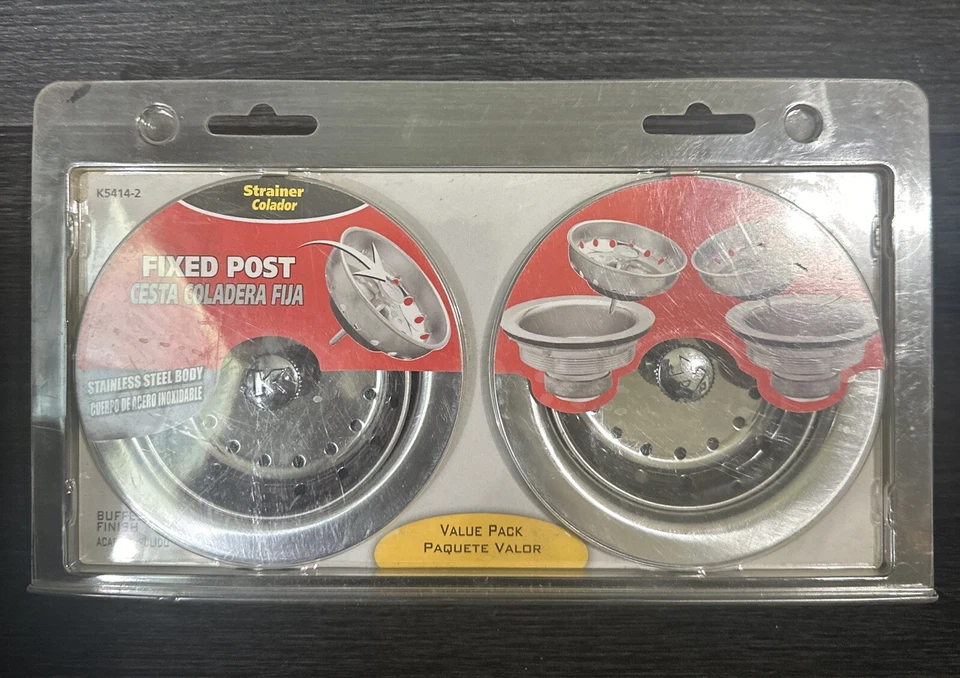 K5414-2
Strainer
Colador
FIXED POST
CESTA COLADERA FIJA
STAINLESS STEEL BODY
CUERPO DE ACERO INOXIDABLE
K
FINISH
VALUE PACK
PAQUETE VALOR